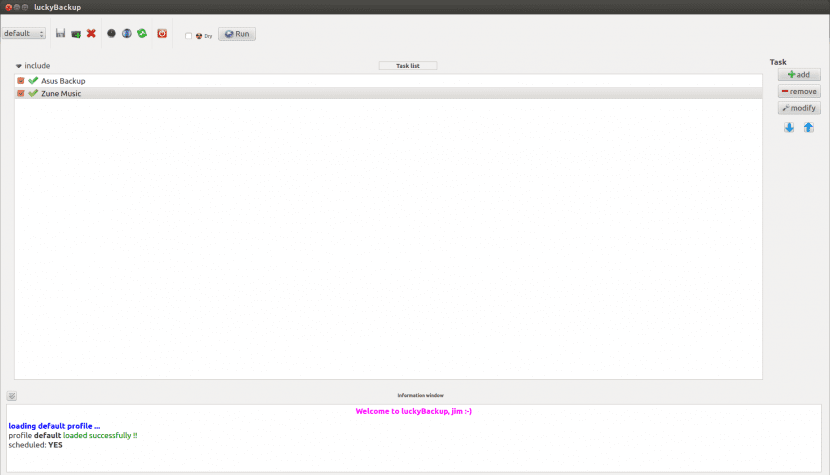 luckyBackup
default
Dry
Run
include
Task list
Task
Asus Backup
Zune Music
add
remove
modify
Information window
Welcome to luckyBackup, jim :-)
loading default profile ...
profile default loaded successfully !!
scheduled: YES